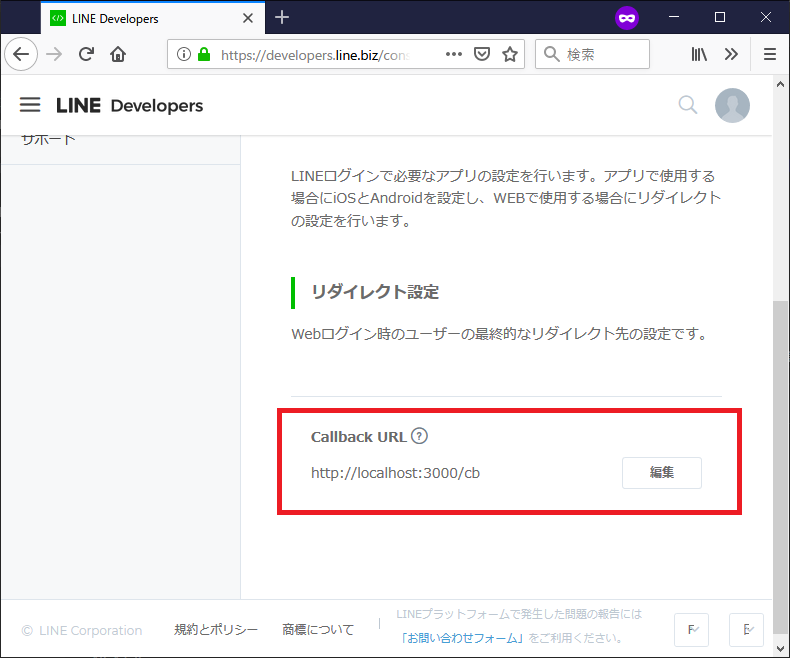 LINE Developers
https://developers.line.biz/con
検索
LINE Developers
サポート
LINEログインで必要なアプリの設定を行います。アプリで使用する
場合にiOSとAndroidを設定し、WEBで使用する場合にリダイレクト
の設定を行います。
リダイレクト設定
Webログイン時のユーザーの最終的なリダイレクト先の設定です。
Callback URL ?
http://localhost:3000/cb
編集
© LINE Corporation
規約とポリシー
商標について
LINEプラットフォームで発生した問題の報告には
「お問い合わせフォーム」をご利用ください。